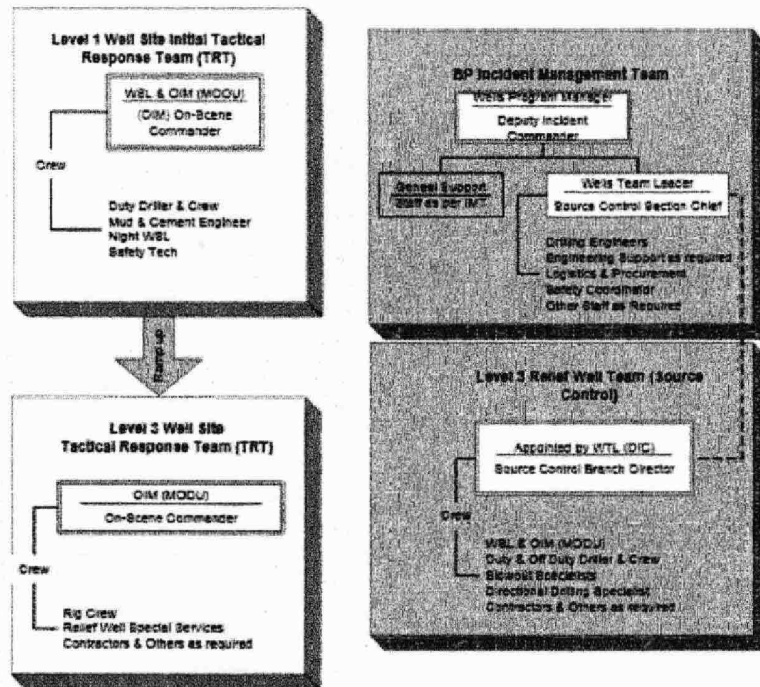 Level 1 Well Site Initial Tactical
Response Team (TRT)
WSL & OIM (MODU)
(OIM) On-Scene
Commander
Crew
Duty Driller & Crew
Mud & Cement Engineer
Night WSL
Safety Tech
Ramp up
Level 3 Well Site
Tactical Response Team (TRT)
OIM (MODU)
On-Scene Commander
Crew
Rig Crew
Relief Well Special Services
Contractors & Others as required
BP Incident Management Team
Wells Program Manager
Deputy Incident
Commander
General Support
Staff as per IMT
Wells Team Leader
Source Control Section Chief
Drilling Engineers
Engineering Support as required
Logistics & Procurement
Safety Coordinator
Other Staff as Required
Level 3 Relief Well Team (Source
Control)
Appointed by WTL (DIC)
Source Control Branch Director
Crew
WSL & OIM (MODU)
Duty & Off Duty Driller & Crew
Blowout Specialists
Directional Drilling Specialist
Contractors & Others as required